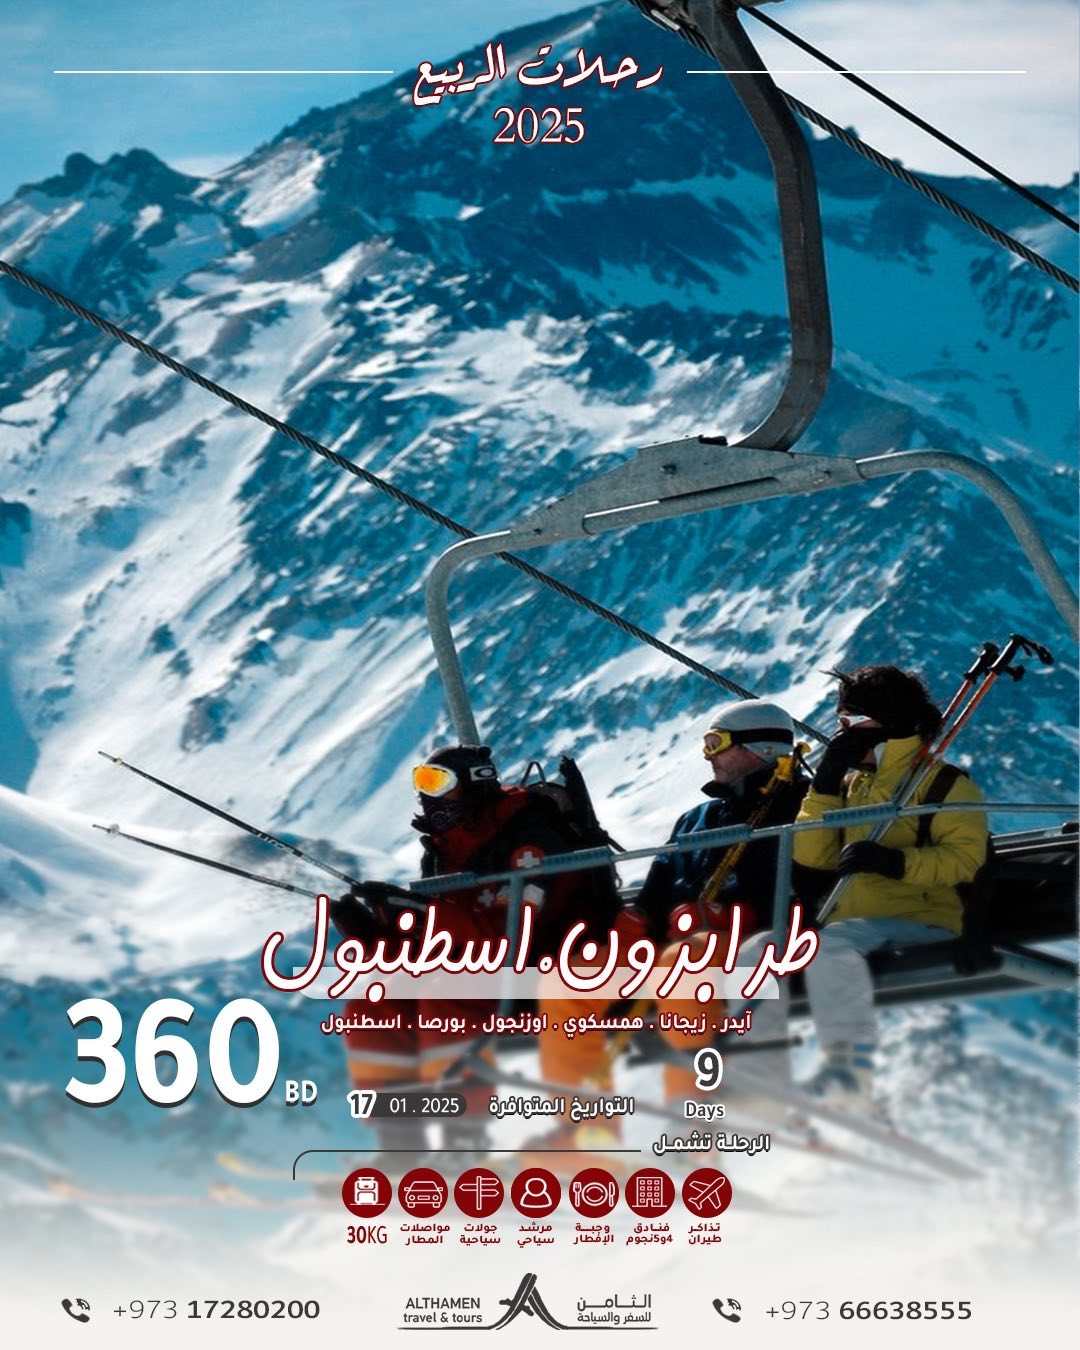 رحلات الربيع
2025
طرابزون.اسطنبول
آيدر . زيجانا . همسكوي . اوزنجول . بورصا . اسطنبول
360 BD
9
Days
التواريخ المتوافرة
17 01 . 2025
الرحلة تشمل
تذاكر طيران
فنادق 4و5نجوم
وجبة الإفطار
مرشد سياحي
جولات سياحية
مواصلات المطار
30KG
+973 17280200
ALTHAMEN
travel & tours
الثامن
للسفر والسياحة
+973 66638555